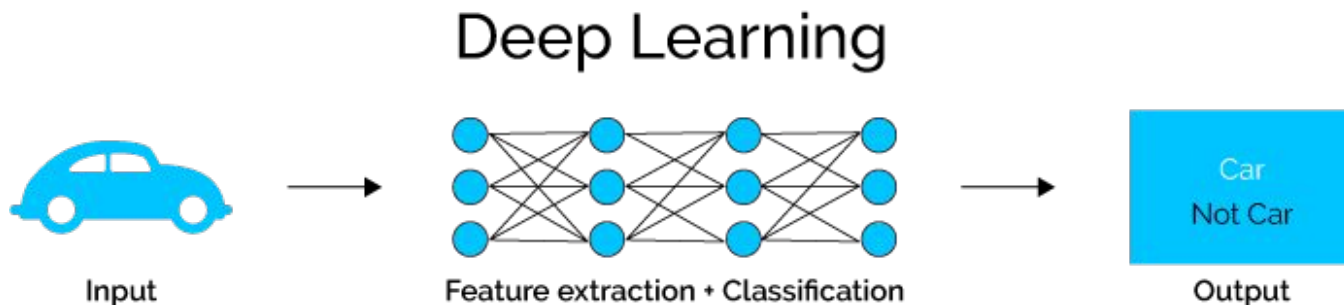 Deep Learning
Car
Not Car
Input
Feature extraction + Classification
Output